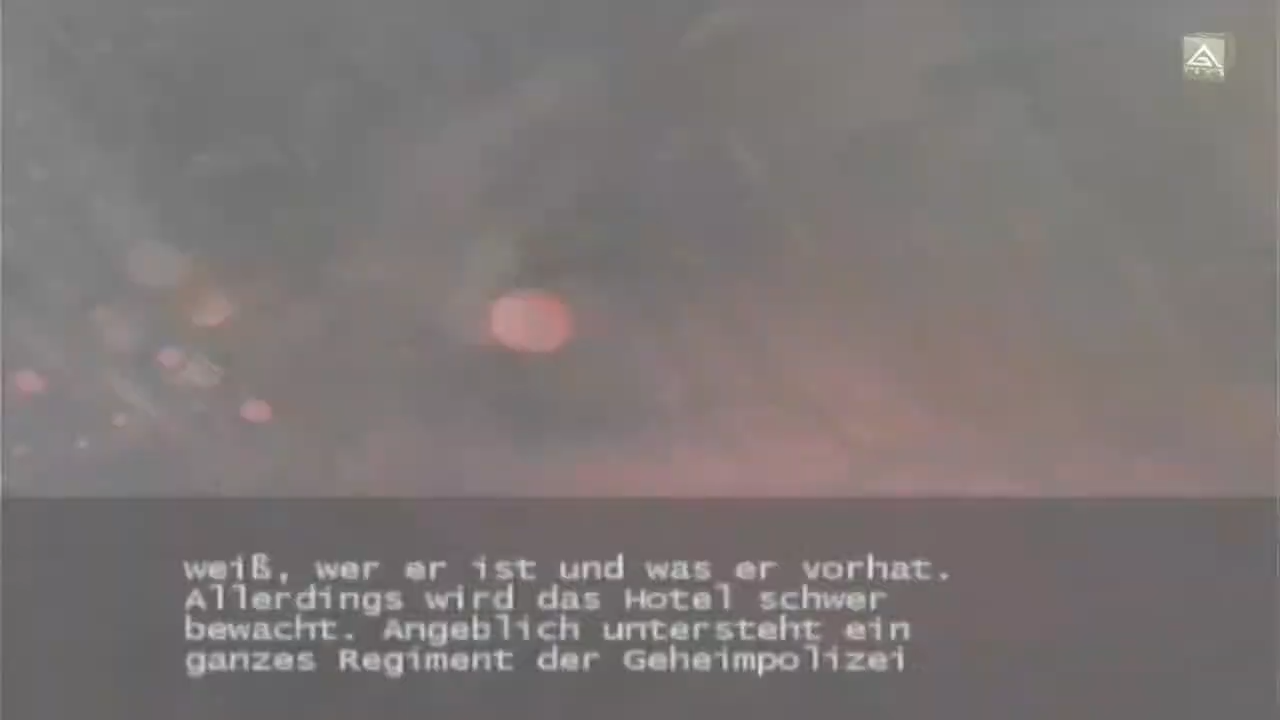 weiß, wer er ist und was er vorhat.
Allerdings wird das Hotel schwer
bewacht. Angeblich untersteht ein
ganzes Regiment der Geheimpolizei